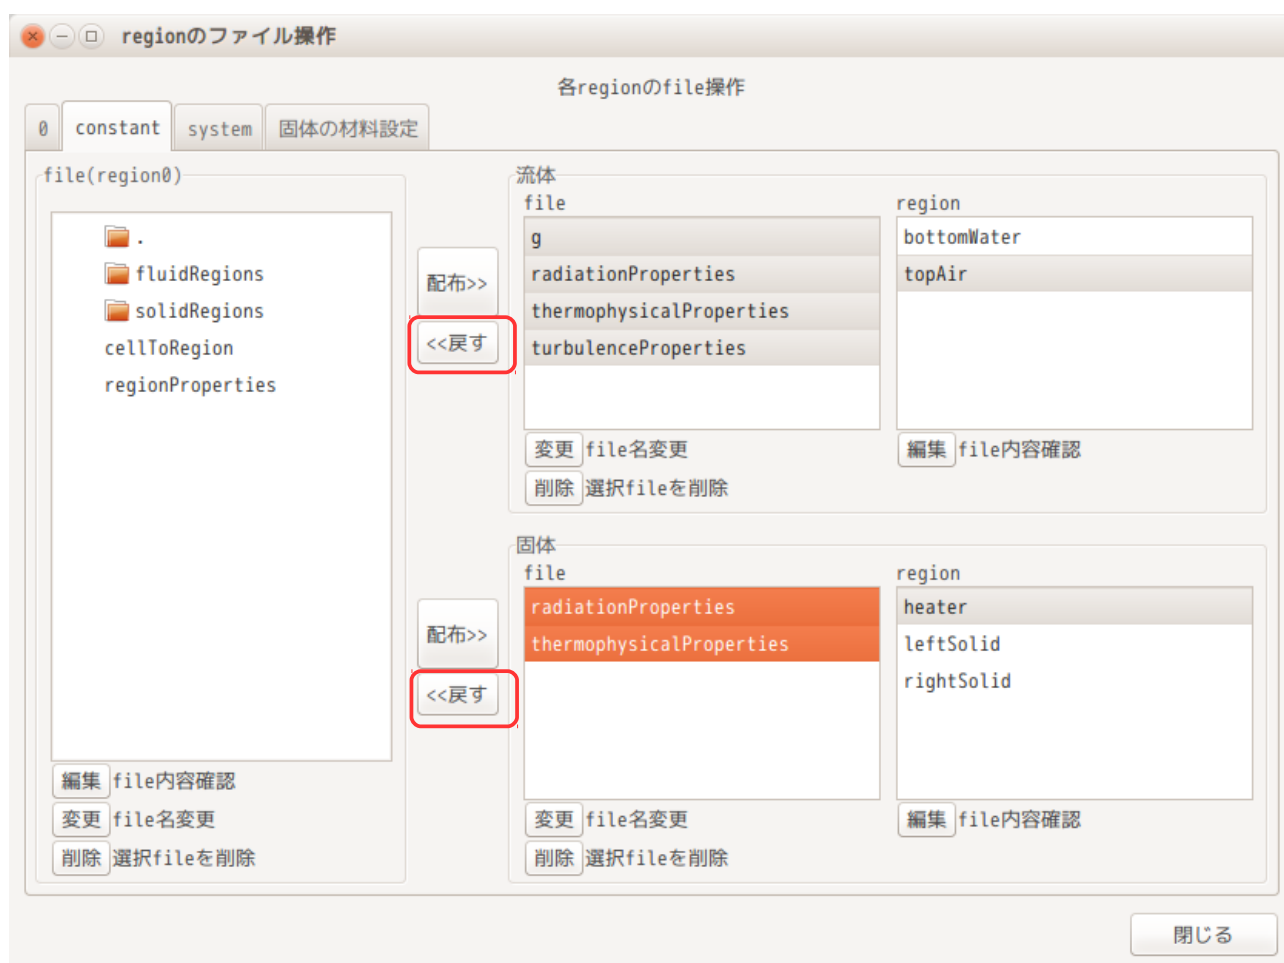 regionのファイル操作
各regionのfile操作
0 constant system 固体の材料設定
file(region0)
.
fluidRegions
solidRegions
cellToRegion
regionProperties
編集 file内容確認
変更 file名変更
削除 選択fileを削除
配布>>
<<戻す
流体
file
g
radiationProperties
thermophysicalProperties
turbulenceProperties
変更 file名変更
削除 選択fileを削除
region
bottomWater
topAir
編集 file内容確認
配布>>
<<戻す
固体
file
radiationProperties
thermophysicalProperties
変更 file名変更
削除 選択fileを削除
region
heater
leftSolid
rightSolid
編集 file内容確認
閉じる